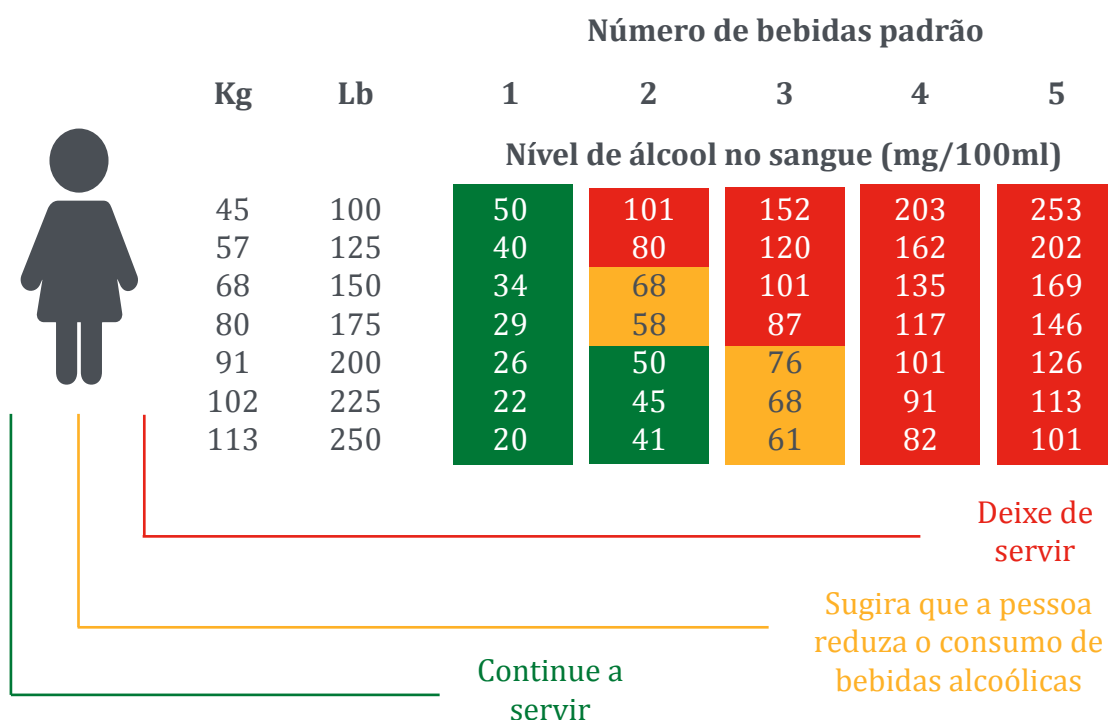 Número de bebidas padrão
Kg Lb 1 2 3 4 5
Nível de álcool no sangue (mg/100ml)
45 100 50 101 152 203 253
57 125 40 80 120 162 202
68 150 34 68 101 135 169
80 175 29 58 87 117 146
91 200 26 50 76 101 126
102 225 22 45 68 91 113
113 250 20 41 61 82 101
Deixe de
servir
Sugira que a pessoa
reduza o consumo de
bebidas alcoólicas
Continue a
servir